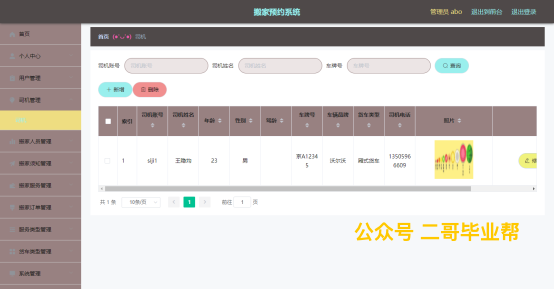 搬家预约系统
管理员 abo 退出到前台 退出登录
首页 (●'◡'●) 司机
首页
个人中心
用户管理
司机管理
搬家人员管理
搬家须知管理
搬家服务管理
搬家订单管理
服务类型管理
货车类型管理
系统管理
司机账号 司机账号 司机姓名 司机姓名 车牌号 车牌号 查询
+ 新增 删除
索引 司机账号 司机姓名 年龄 性别 驾龄 车牌号 车辆品牌 货车类型 司机电话 照片
1 siji1 23 男 京A12345 沃尔沃 厢式货车 13505966609
共 1 条 10条/页 1 前往 1 页
公众号 二哥毕业帮